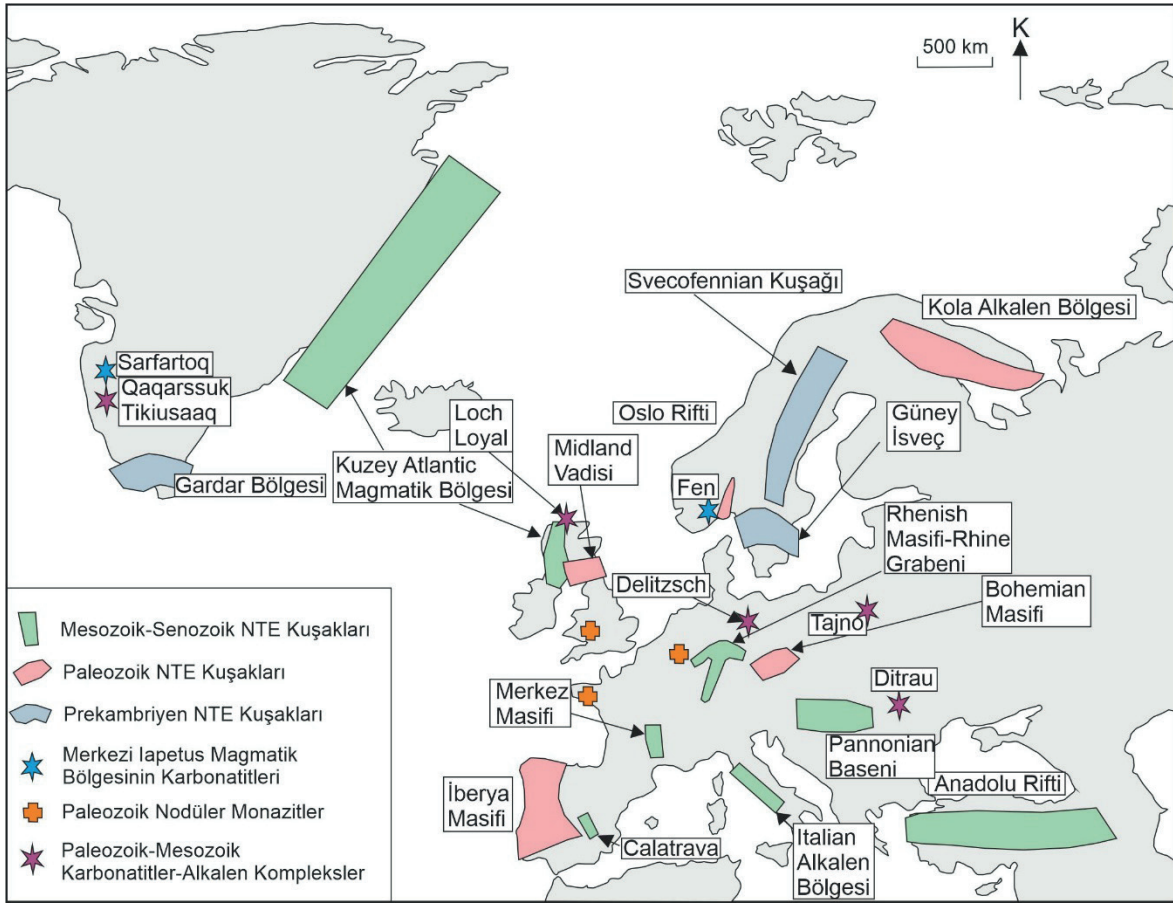 500 km
K
Svecofennian Kuşağı
Kola Alkalen Bölgesi
Sarfartoq
Qaqarssuk
Tikiusaaq
Loch
Loyal
Oslo Rifti
Güney
İsveç
Midland
Vadisi
Kuzey Atlantic
Magmatik Bölgesi
Gardar Bölgesi
Fen
Rhenish
Masifi-Rhine
Grabeni
Delitzsch
Bohemian
Masifi
Tajno
Mesozoik-Senozoik NTE Kuşakları
Paleozoik NTE Kuşakları
Prekambriyen NTE Kuşakları
Merkezi Iapetus Magmatik
Bölgesinin Karbonatitleri
Paleozoik Nodüler Monazitler
Paleozoik-Mesozoik
Karbonatitler-Alkalen Kompleksler
Merkez
Masifi
Ditrau
Pannonian
Baseni
Anadolu Rifti
İberya
Masifi
Calatrava
Italian
Alkalen
Bölgesi